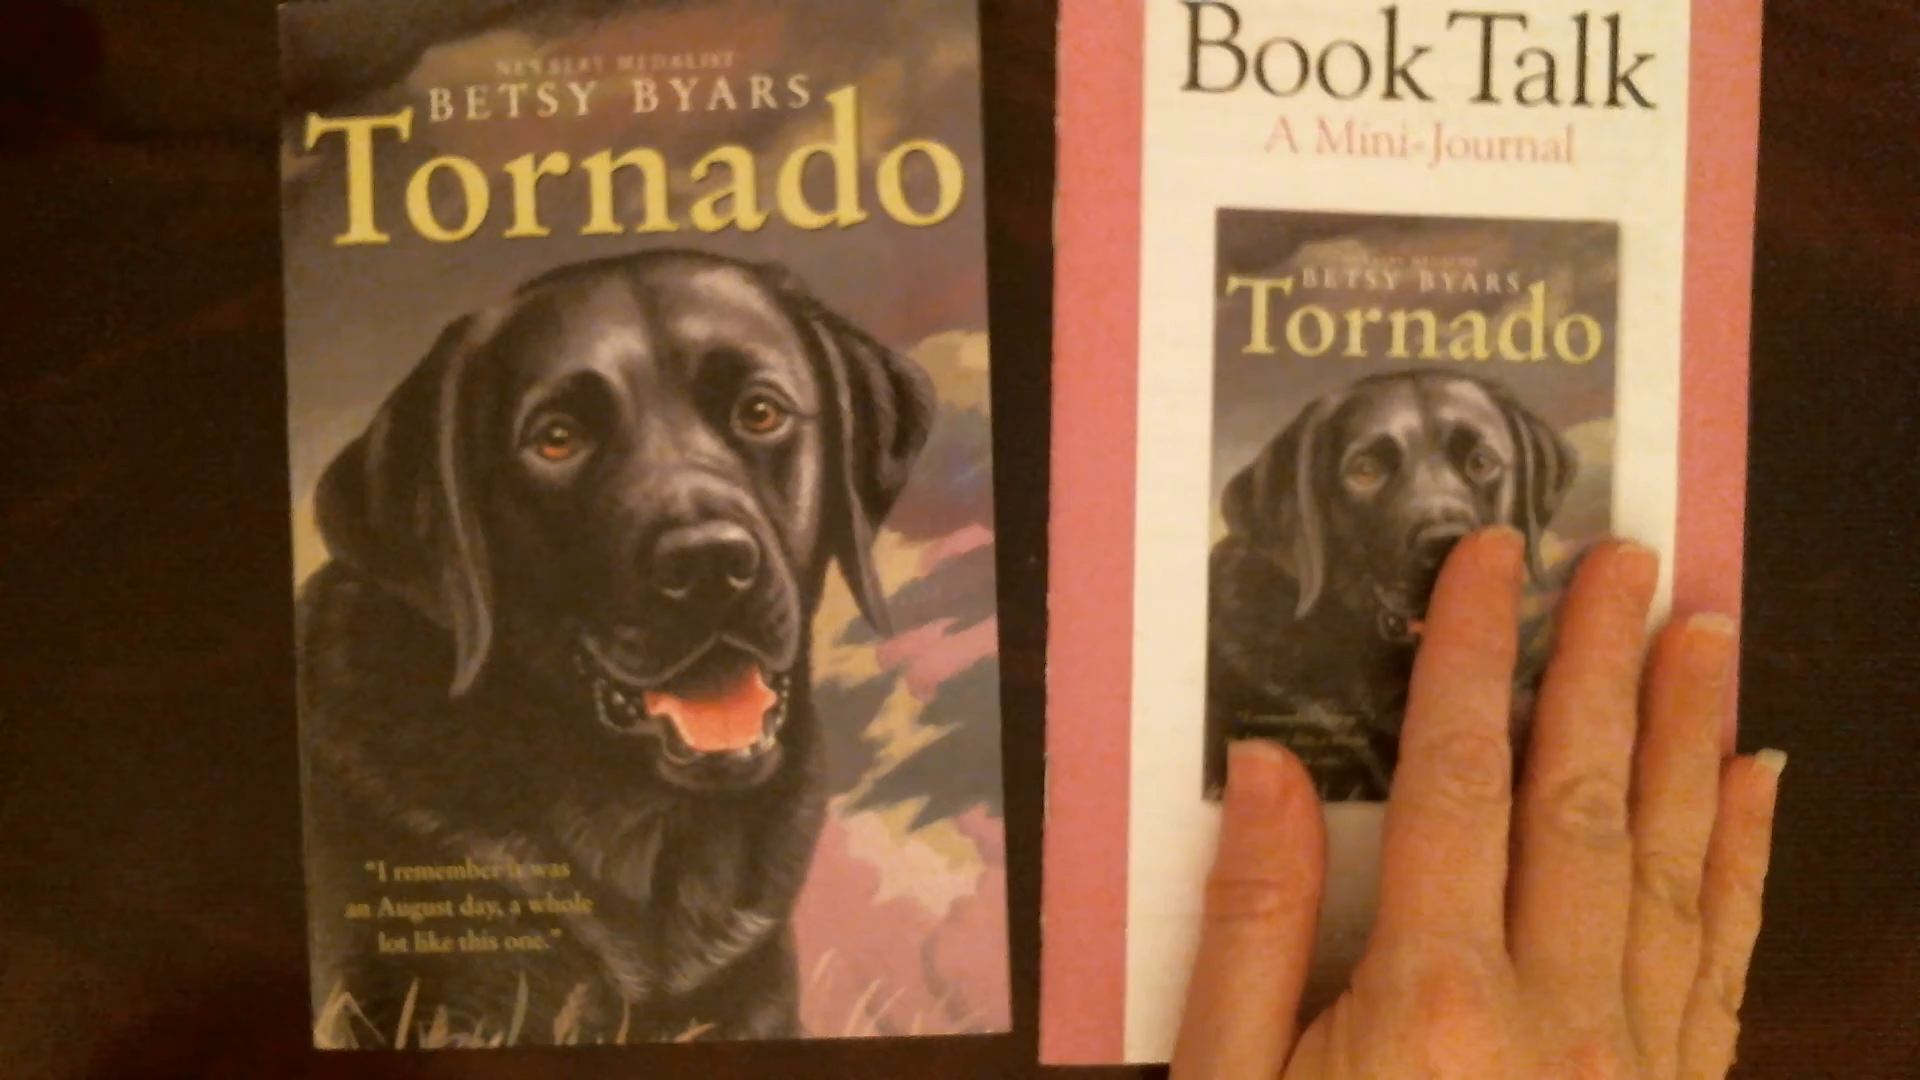 NEWBERY MEDALIST
BETSY BYARS
Tornado
"I remember it was
an August day, a whole
lot like this one."
Book Talk
A Mini-Journal
BETSY BYARS
Tornado